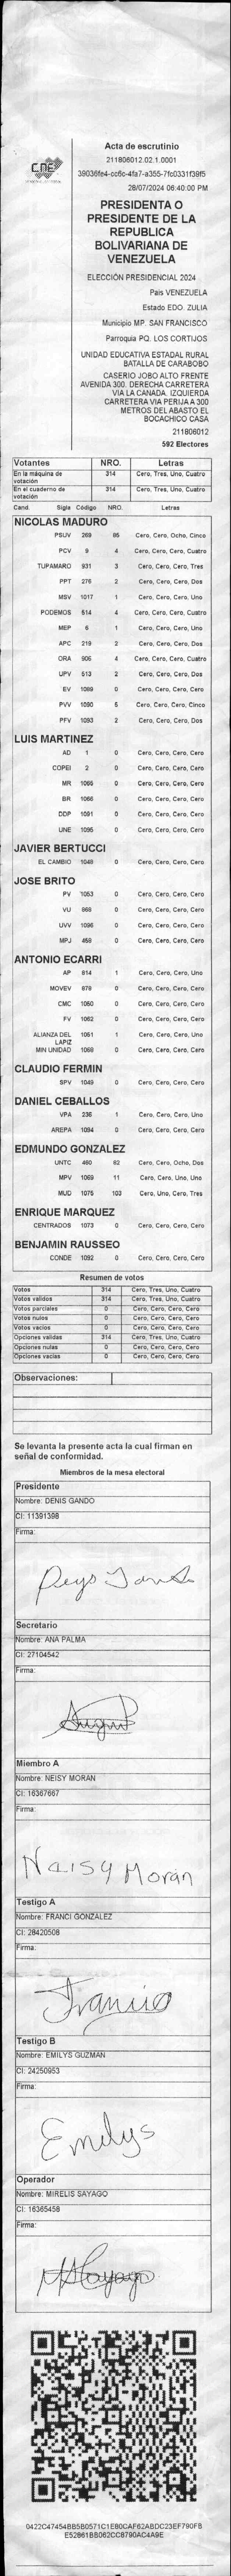 CNE
Acta de escrutinio
211806012.02.1.0001
39036fe4-cc6c-4fa7-a355-7fc0331f39f5
28/07/2024 06:40:00 PM
PRESIDENTA O
PRESIDENTE DE LA
REPUBLICA
BOLIVARIANA DE
VENEZUELA
ELECCIÓN PRESIDENCIAL 2024
Pais VENEZUELA
Estado EDO. ZULIA
Municipio MP. SAN FRANCISCO
Parroquia PQ. LOS CORTIJOS
UNIDAD EDUCATIVA ESTADAL RURAL
BATALLA DE CARABOBO
CASERIO JOBO ALTO FRENTE
AVENIDA 300. DERECHA CARRETERA
VIA LA CANADA. IZQUIERDA
CARRETERA VIA PERIJA A 300
METROS DEL ABASTO EL
BOCACHICO CASA
211806012
592 Electores
Votantes NRO. Letras
En la máquina de votación 314 Cero, Tres, Uno, Cuatro
En el cuaderno de votación 314 Cero, Tres, Uno, Cuatro
Cand. Sigla Código NRO. Letras
NICOLAS MADURO
PSUV 269 85 Cero, Cero, Ocho, Cinco
PCV 9 4 Cero, Cero, Cero, Cuatro
TUPAMARO 931 3 Cero, Cero, Cero, Tres
PPT 276 2 Cero, Cero, Cero, Dos
MSV 1017 1 Cero, Cero, Cero, Uno
PODEMOS 514 4 Cero, Cero, Cero, Cuatro
MEP 6 1 Cero, Cero, Cero, Uno
APC 219 2 Cero, Cero, Cero, Dos
ORA 906 4 Cero, Cero, Cero, Cuatro
UPV 513 2 Cero, Cero, Cero, Dos
EV 1089 0 Cero, Cero, Cero, Cero
PVV 1090 5 Cero, Cero, Cero, Cinco
PFV 1093 2 Cero, Cero, Cero, Dos
LUIS MARTINEZ
AD 1 0 Cero, Cero, Cero, Cero
COPEI 2 0 Cero, Cero, Cero, Cero
MR 1065 0 Cero, Cero, Cero, Cero
BR 1066 0 Cero, Cero, Cero, Cero
DDP 1091 0 Cero, Cero, Cero, Cero
UNE 1095 0 Cero, Cero, Cero, Cero
JAVIER BERTUCCI
EL CAMBIO 1048 0 Cero, Cero, Cero, Cero
JOSE BRITO
PV 1053 0 Cero, Cero, Cero, Cero
VU 868 0 Cero, Cero, Cero, Cero
UVV 1096 0 Cero, Cero, Cero, Cero
MPJ 458 0 Cero, Cero, Cero, Cero
ANTONIO ECARRI
AP 814 1 Cero, Cero, Cero, Uno
MOVEV 978 0 Cero, Cero, Cero, Cero
CMC 1050 0 Cero, Cero, Cero, Cero
FV 1062 0 Cero, Cero, Cero, Cero
ALIANZA DEL LAPIZ 1051 1 Cero, Cero, Cero, Uno
MIN UNIDAD 1068 0 Cero, Cero, Cero, Cero
CLAUDIO FERMIN
SPV 1049 0 Cero, Cero, Cero, Cero
DANIEL CEBALLOS
VPA 236 1 Cero, Cero, Cero, Uno
AREPA 1094 0 Cero, Cero, Cero, Cero
EDMUNDO GONZALEZ
UNTC 460 82 Cero, Cero, Ocho, Dos
MPV 1069 11 Cero, Cero, Uno, Uno
MUD 1075 103 Cero, Uno, Cero, Tres
ENRIQUE MARQUEZ
CENTRADOS 1073 0 Cero, Cero, Cero, Cero
BENJAMIN RAUSSEO
CONDE 1092 0 Cero, Cero, Cero, Cero
Resumen de votos
Votos 314 Cero, Tres, Uno, Cuatro
Votos validos 314 Cero, Tres, Uno, Cuatro
Votos parciales 0 Cero, Cero, Cero, Cero
Votos nulos 0 Cero, Cero, Cero, Cero
Votos vacios 0 Cero, Cero, Cero, Cero
Opciones validas 314 Cero, Tres, Uno, Cuatro
Opciones nulas 0 Cero, Cero, Cero, Cero
Opciones vacias 0 Cero, Cero, Cero, Cero
Observaciones:
Se levanta la presente acta la cual firman en
señal de conformidad.
Miembros de la mesa electoral
Presidente
Nombre: DENIS GANDO
CI: 11391398
Firma:
Secretario
Nombre: ANA PALMA
CI: 27104542
Firma:
Miembro A
Nombre: NEISY MORAN
CI: 16367667
Firma:
Neisy Morán
Testigo A
Nombre: FRANCI GONZALEZ
CI: 28420508
Firma:
Testigo B
Nombre: EMILYS GUZMAN
CI: 24250953
Firma:
Emilys
Operador
Nombre: MIRELIS SAYAGO
CI: 16365458
Firma:
0422C47454BB5B0571C1E80CAF62ABDC23EF790FB
E52861BB062CC8790AC4A9E